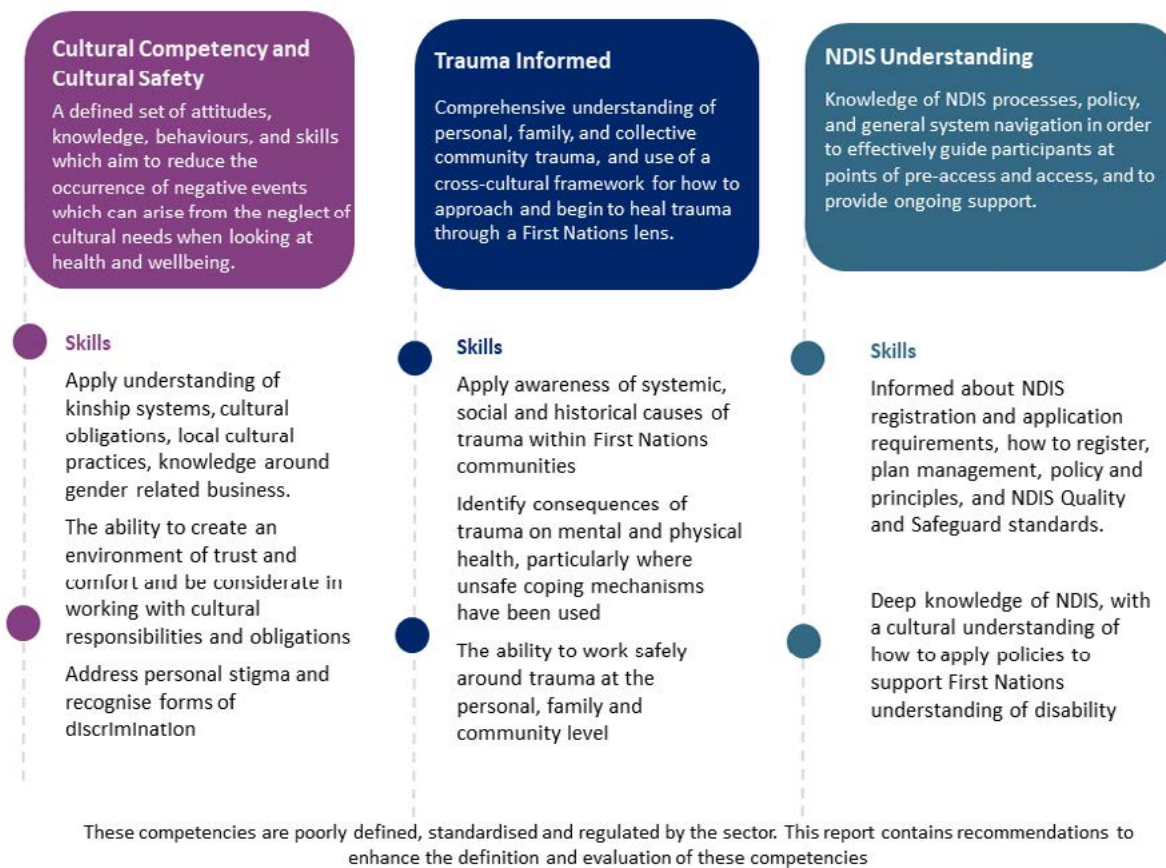 Cultural Competency and
Cultural Safety
A defined set of attitudes,
knowledge, behaviours, and skills
which aim to reduce the
occurrence of negative events
which can arise from the neglect of
cultural needs when looking at
health and wellbeing.
Skills
Apply understanding of
kinship systems, cultural
obligations, local cultural
practices, knowledge around
gender related business.
The ability to create an
environment of trust and
comfort and be considerate in
working with cultural
responsibilities and obligations
Address personal stigma and
recognise forms of
discrimination
Trauma Informed
Comprehensive understanding of
personal, family, and collective
community trauma, and use of a
cross-cultural framework for how to
approach and begin to heal trauma
through a First Nations lens.
Skills
Apply awareness of systemic,
social and historical causes of
trauma within First Nations
communities
Identify consequences of
trauma on mental and physical
health, particularly where
unsafe coping mechanisms
have been used
The ability to work safely
around trauma at the
personal, family and
community level
NDIS Understanding
Knowledge of NDIS processes, policy,
and general system navigation in order
to effectively guide participants at
points of pre-access and access, and to
provide ongoing support.
Skills
Informed about NDIS
registration and application
requirements, how to register,
plan management, policy and
principles, and NDIS Quality
and Safeguard standards.
Deep knowledge of NDIS, with
a cultural understanding of
how to apply policies to
support First Nations
understanding of disability
These competencies are poorly defined, standardised and regulated by the sector. This report contains recommendations to
enhance the definition and evaluation of these competencies